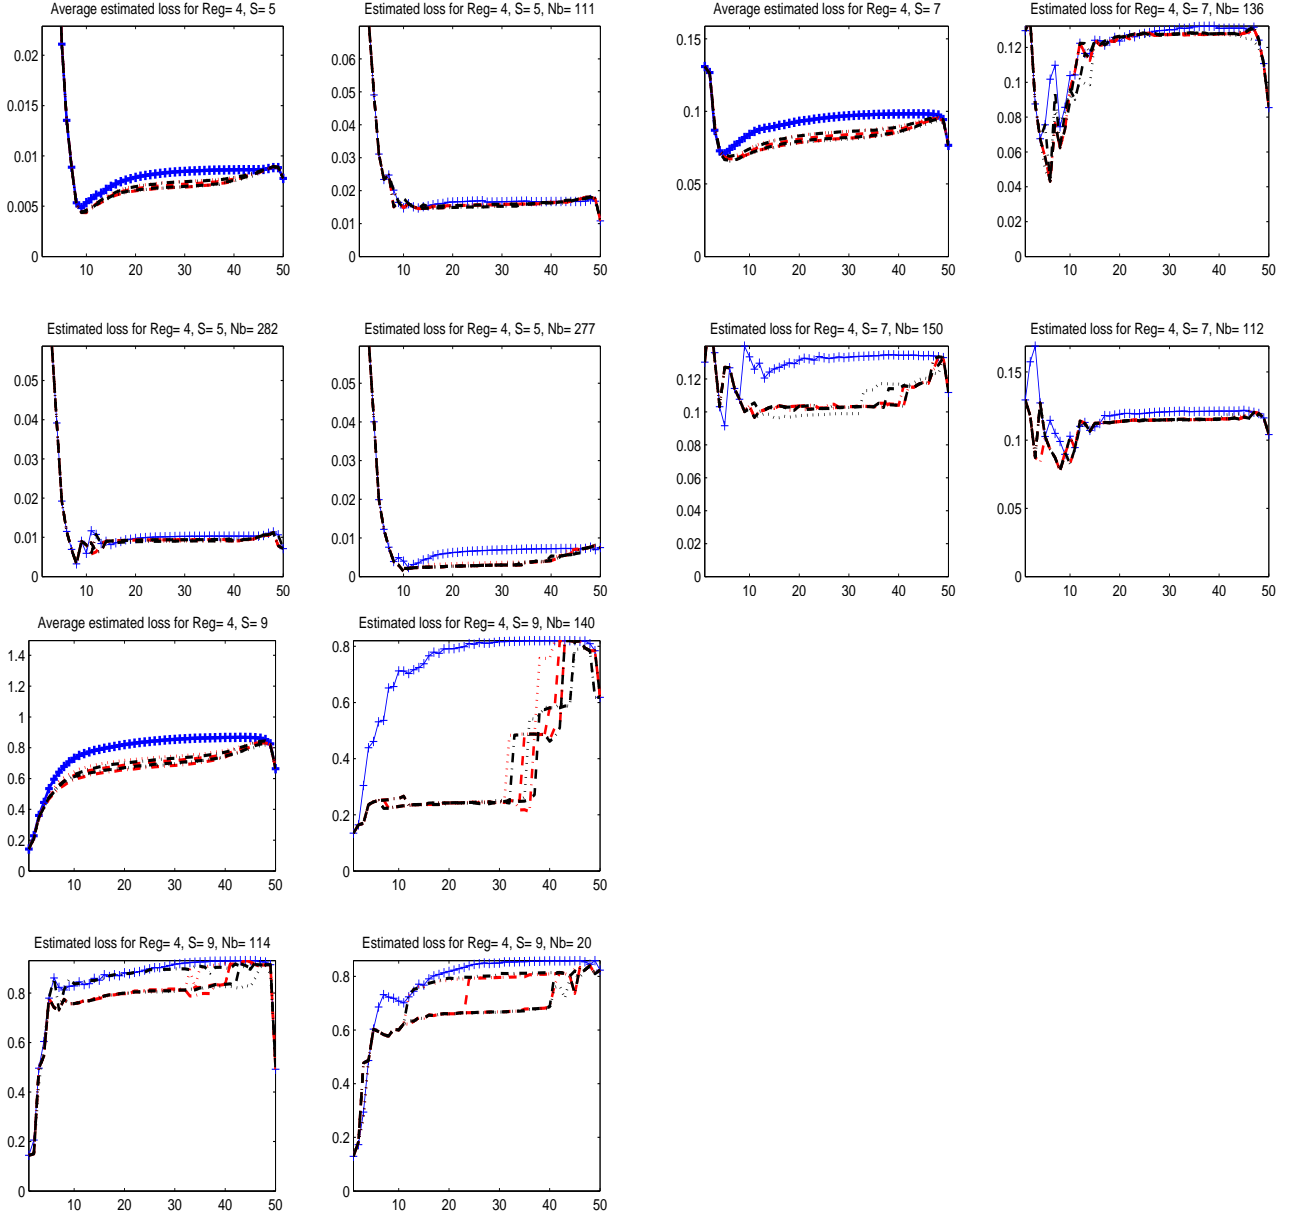 Average estimated loss for Reg= 4, S= 5
0.02
0.015
0.01
0.005
0
10 20 30 40 50
Estimated loss for Reg= 4, S= 5, Nb= 111
0.06
0.05
0.04
0.03
0.02
0.01
0
10 20 30 40 50
Average estimated loss for Reg= 4, S= 7
0.15
0.1
0.05
0
10 20 30 40 50
Estimated loss for Reg= 4, S= 7, Nb= 136
0.12
0.1
0.08
0.06
0.04
0.02
0
10 20 30 40 50
Estimated loss for Reg= 4, S= 5, Nb= 282
0.05
0.04
0.03
0.02
0.01
0
10 20 30 40 50
Estimated loss for Reg= 4, S= 5, Nb= 277
0.05
0.04
0.03
0.02
0.01
0
10 20 30 40 50
Estimated loss for Reg= 4, S= 7, Nb= 150
0.12
0.1
0.08
0.06
0.04
0.02
0
10 20 30 40 50
Estimated loss for Reg= 4, S= 7, Nb= 112
0.15
0.1
0.05
0
10 20 30 40 50
Average estimated loss for Reg= 4, S= 9
1.4
1.2
1
0.8
0.6
0.4
0.2
0
10 20 30 40 50
Estimated loss for Reg= 4, S= 9, Nb= 140
0.8
0.6
0.4
0.2
0
10 20 30 40 50
Estimated loss for Reg= 4, S= 9, Nb= 114
0.8
0.6
0.4
0.2
0
10 20 30 40 50
Estimated loss for Reg= 4, S= 9, Nb= 20
0.8
0.6
0.4
0.2
0
10 20 30 40 50